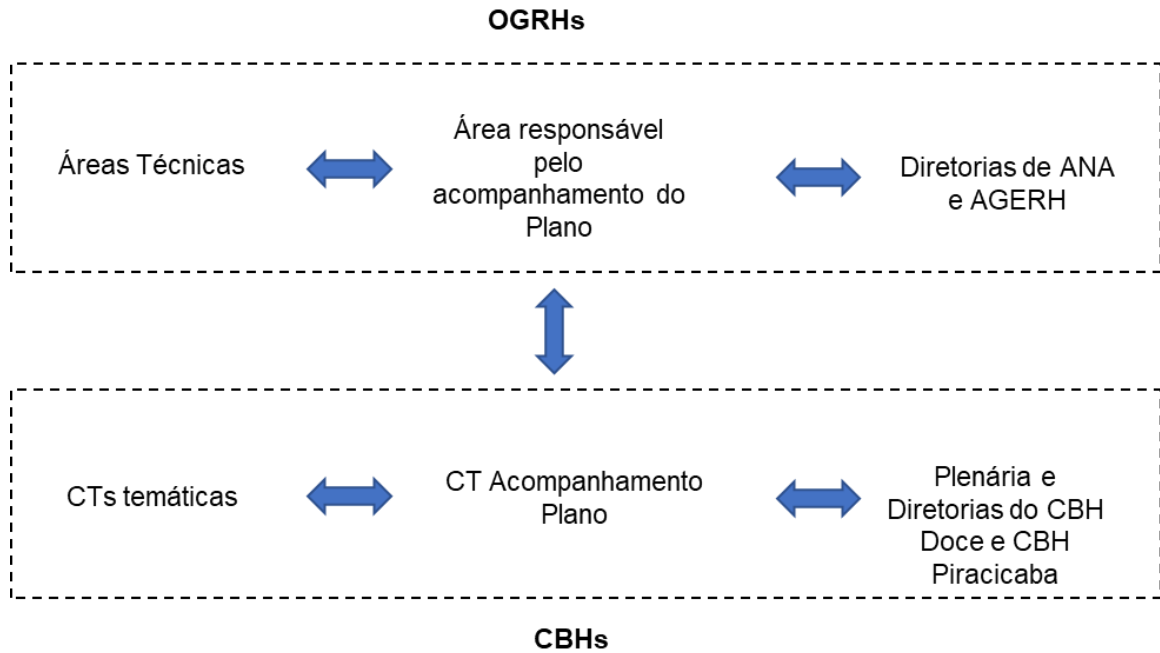 OGRHs
Áreas Técnicas
Área responsável
pelo
acompanhamento do
Plano
Diretorias de ANA
e AGERH
CTs temáticas
CT Acompanhamento
Plano
Plenária e
Diretorias do CBH
Doce e CBH
Piracicaba
CBHs